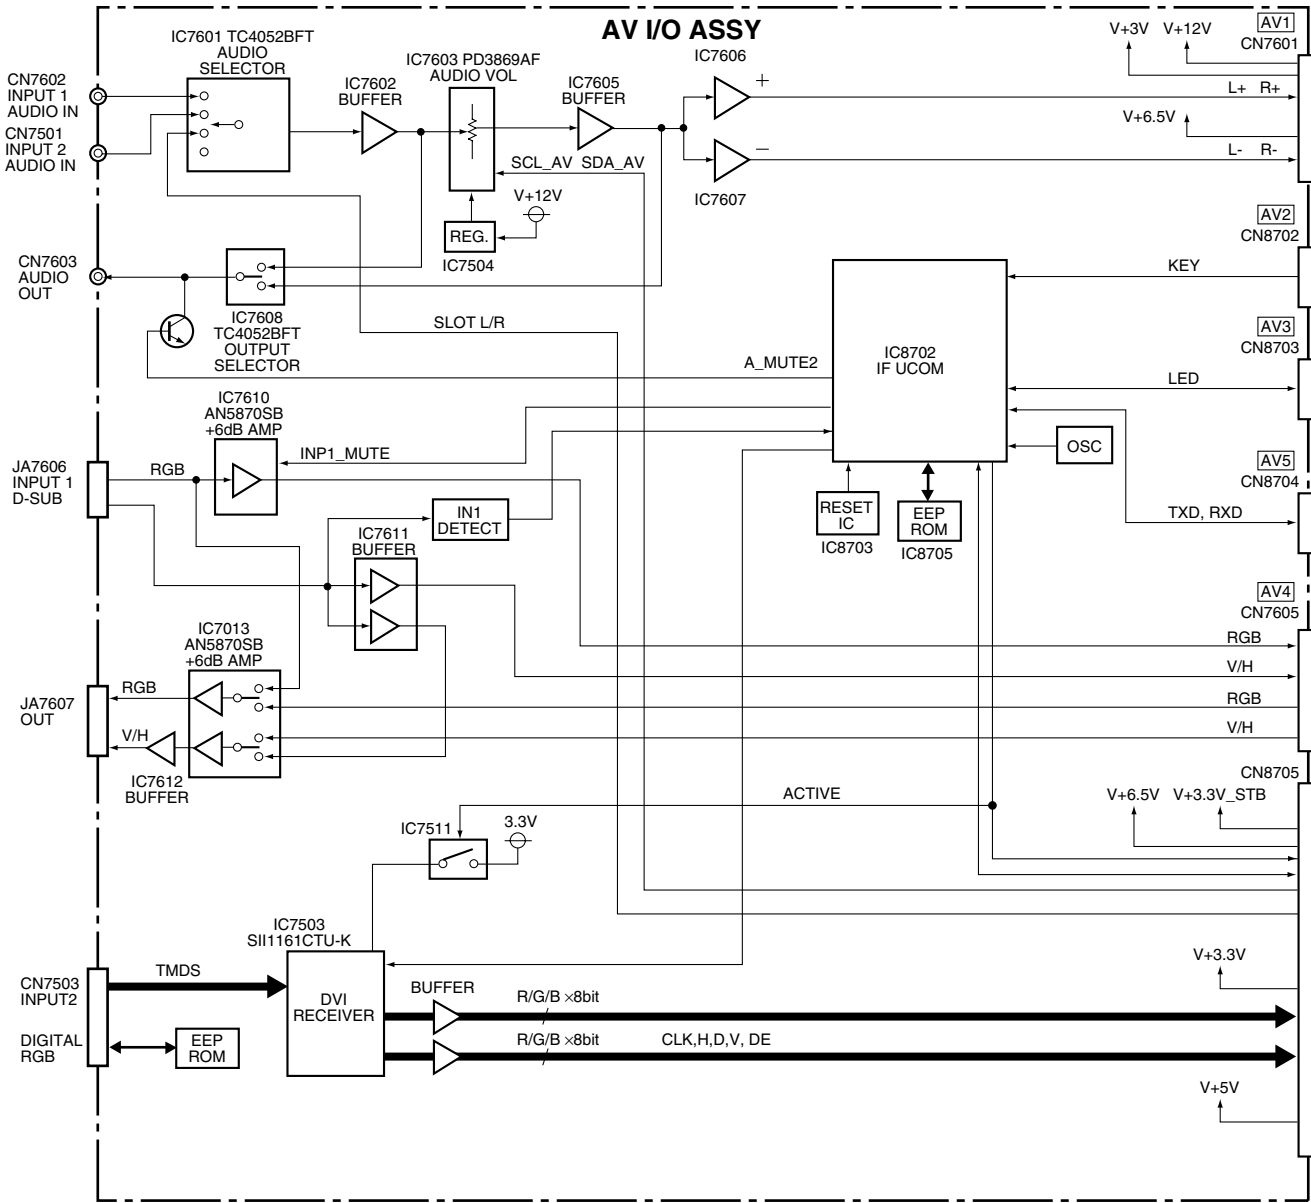 AV I/O ASSY
IC7601 TC4052BFT
AUDIO
SELECTOR
CN7602
INPUT 1
AUDIO IN
CN7501
INPUT 2
AUDIO IN
IC7602
BUFFER
IC7603 PD3869AF
AUDIO VOL
IC7605
BUFFER
IC7606
+
−
IC7607
V+3V
V+12V
AV1
CN7601
L+ R+
V+6.5V
L- R-
SCL_AV SDA_AV
V+12V
REG.
IC7504
AV2
CN8702
KEY
CN7603
AUDIO
OUT
IC7608
TC4052BFT
OUTPUT
SELECTOR
SLOT L/R
A_MUTE2
IC8702
IF UCOM
AV3
CN8703
LED
IC7610
AN5870SB
+6dB AMP
INP1_MUTE
OSC
AV5
CN8704
JA7606
INPUT 1
D-SUB
RGB
IN1
DETECT
RESET
IC
IC8703
EEP
ROM
IC8705
TXD, RXD
IC7611
BUFFER
AV4
CN7605
IC7013
AN5870SB
+6dB AMP
RGB
V/H
RGB
V/H
JA7607
OUT
RGB
V/H
IC7612
BUFFER
CN8705
ACTIVE
V+6.5V
V+3.3V_STB
IC7511
3.3V
IC7503
SII1161CTU-K
V+3.3V
CN7503
INPUT2
TMDS
DVI
RECEIVER
BUFFER
R/G/B ×8bit
DIGITAL
RGB
EEP
ROM
R/G/B ×8bit
CLK,H,D,V, DE
V+5V